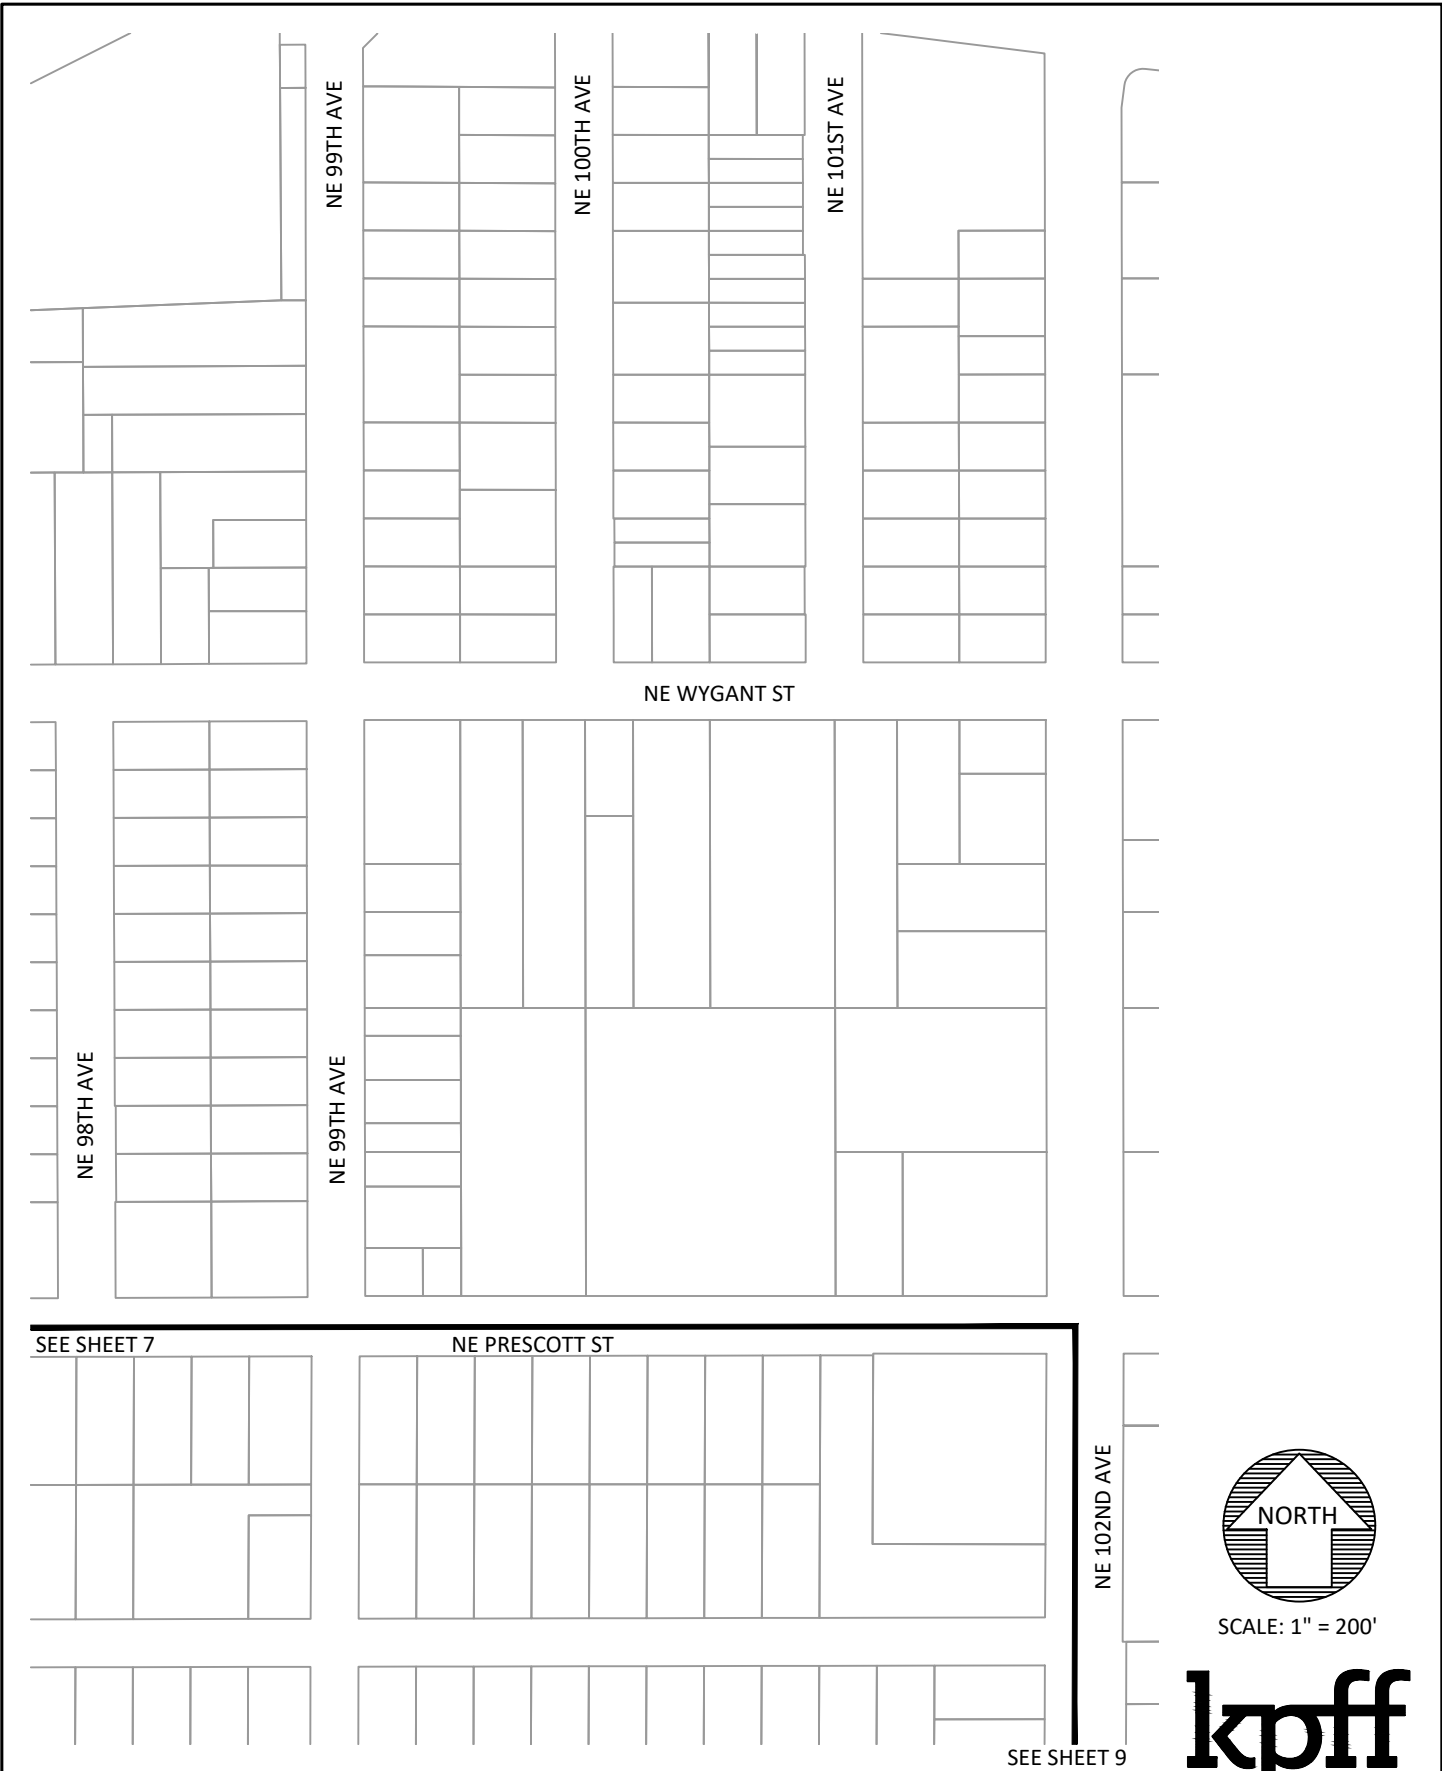 NE 99TH AVE
NE 100TH AVE
NE 101ST AVE
NE WYGANT ST
NE 98TH AVE
NE 99TH AVE
SEE SHEET 7
NE PRESCOTT ST
NE 102ND AVE
NORTH
SCALE: 1" = 200'
kpff
SEE SHEET 9